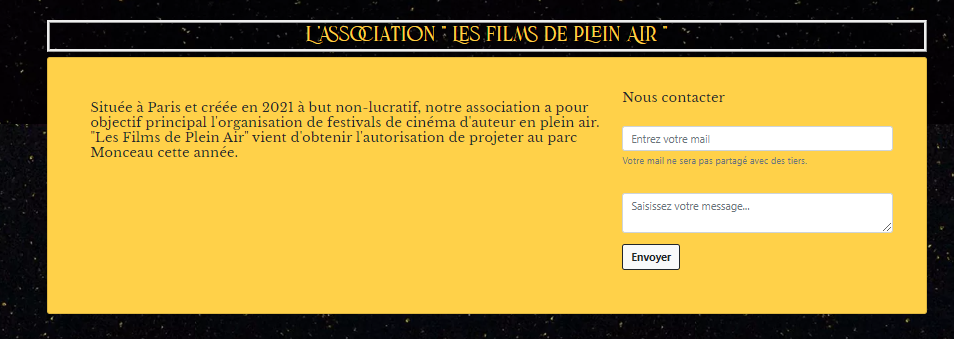 L'ASSOCIATION " LES FILMS DE PLEIN AIR "
Située à Paris et créée en 2021 à but non-lucratif, notre association a pour
objectif principal l'organisation de festivals de cinéma d'auteur en plein air.
"Les Films de Plein Air" vient d'obtenir l'autorisation de projeter au parc
Monceau cette année.
Nous contacter
Entrez votre mail
Votre mail ne sera pas partagé avec des tiers.
Saisissez votre message...
Envoyer